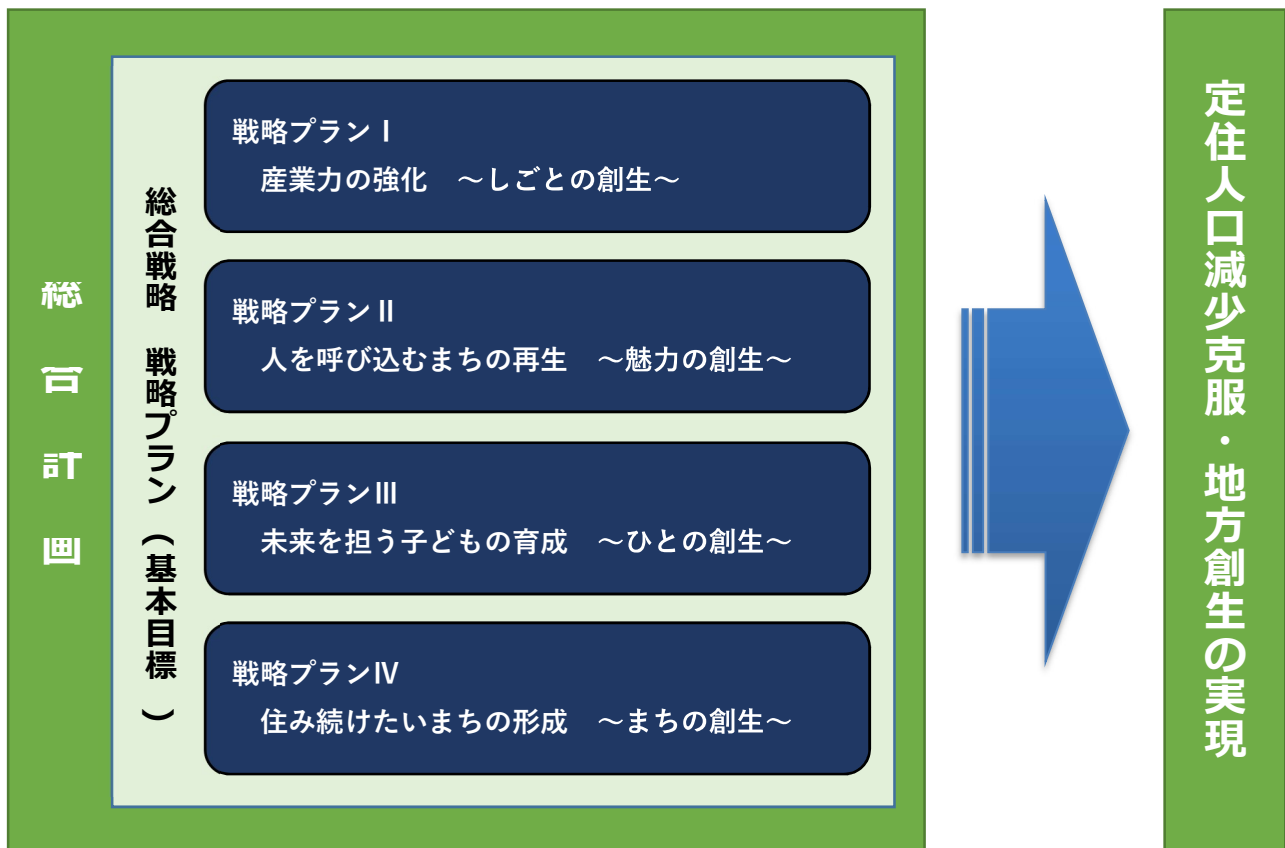 総合計画
総合戦略　戦略プラン（基本目標）
戦略プランⅠ
産業力の強化　～しごとの創生～
戦略プランⅡ
人を呼び込むまちの再生　～魅力の創生～
戦略プランⅢ
未来を担う子どもの育成　～ひとの創生～
戦略プランⅣ
住み続けたいまちの形成　～まちの創生～
定住人口減少克服・地方創生の実現